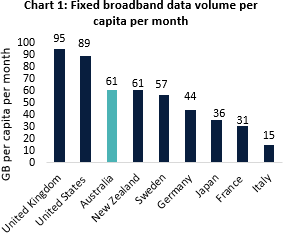 Chart 1: Fixed broadband data volume per
capita per month
GB per capita per month
100
90
80
70
60
50
40
30
20
10
0
95
89
61
61
57
44
36
31
15
United Kingdom
United States
Australia
New Zealand
Sweden
Germany
Japan
France
Italy